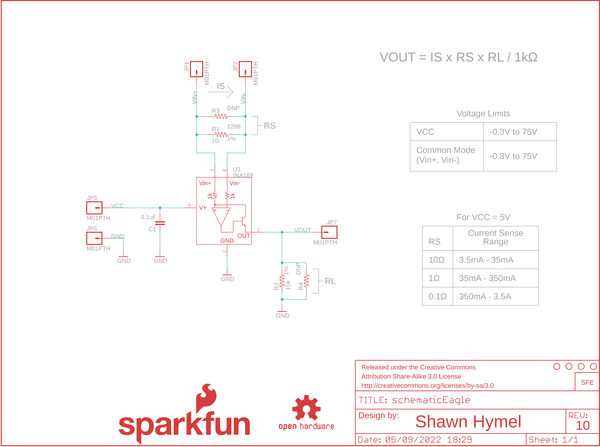 VOUT = IS x RS x RL / 1kΩ
JP1
M01PTH
JP2
M01PTH
VIN+
IS
VIN-
R3
DNP
R1
1206
10
1%
RS
Voltage Limits
VCC
-0.3V to 75V
Common Mode
(Vin+, Vin-)
-0.3V to 75V
U1
INA169
Vin+
Vin-
1k
1k
V+
OUT
GND
3
4
5
1
2
JP5
VCC
M01PTH
JP6
GND
M01PTH
GND
0.1uF
C1
GND
GND
VOUT
JP7
M01PTH
R2
10k
1%
R4
DNP
RL
GND
For VCC = 5V
RS
Current Sense
Range
10Ω
3.5mA - 35mA
1Ω
35mA - 350mA
0.1Ω
350mA - 3.5A
Released under the Creative Commons
Attribution Share-Alike 3.0 License
http://creativecommons.org/licenses/by-sa/3.0
SFE
TITLE: schematicEagle
Design by:
Shawn Hymel
REV:
10
Date: 05/09/2022 18:29
Sheet: 1/1
sparkfun
open hardware